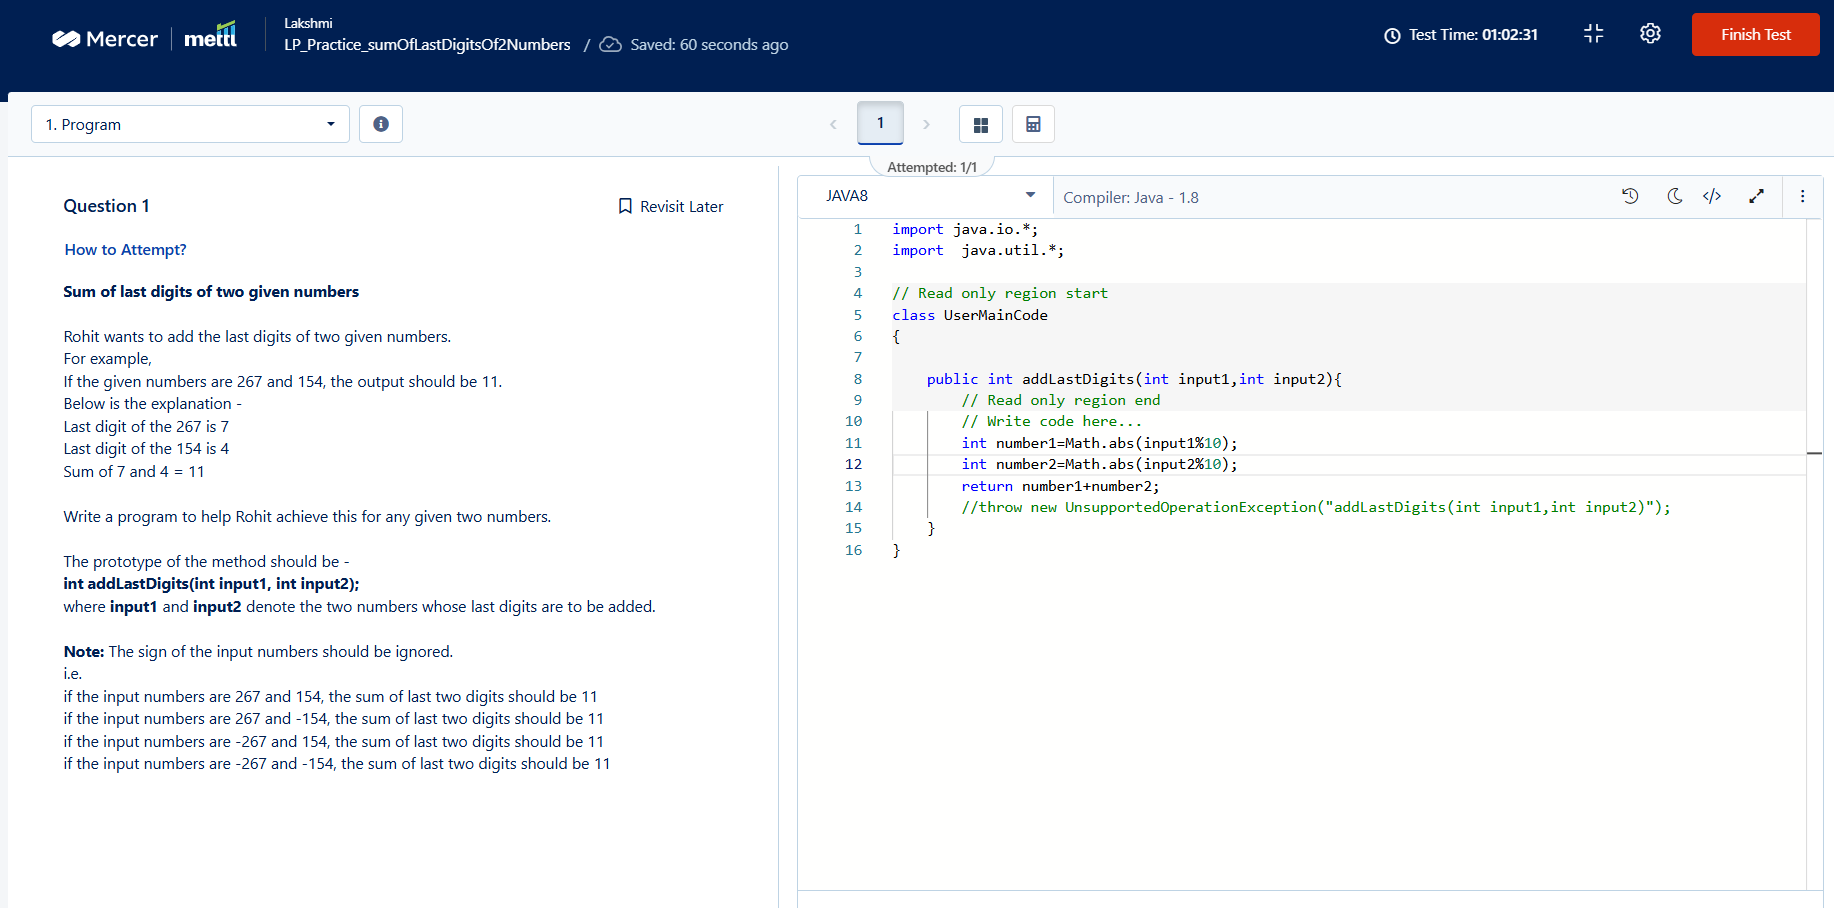 Mercer
mettl
Lakshmi
LP_Practice_sumOfLastDigitsOf2Numbers / Saved: 60 seconds ago
Test Time: 01:02:31
Finish Test
1. Program
1
Attempted: 1/1
Question 1
Revisit Later
How to Attempt?
Sum of last digits of two given numbers
Rohit wants to add the last digits of two given numbers.
For example,
If the given numbers are 267 and 154, the output should be 11.
Below is the explanation -
Last digit of the 267 is 7
Last digit of the 154 is 4
Sum of 7 and 4 = 11
Write a program to help Rohit achieve this for any given two numbers.
The prototype of the method should be -
int addLastDigits(int input1, int input2);
where input1 and input2 denote the two numbers whose last digits are to be added.
Note: The sign of the input numbers should be ignored.
i.e.
if the input numbers are 267 and 154, the sum of last two digits should be 11
if the input numbers are 267 and -154, the sum of last two digits should be 11
if the input numbers are -267 and 154, the sum of last two digits should be 11
if the input numbers are -267 and -154, the sum of last two digits should be 11
JAVA8
Compiler: Java - 1.8
1 import java.io.*;
2 import  java.util.*;
3
4 // Read only region start
5 class UserMainCode
6 {
7
8     public int addLastDigits(int input1,int input2){
9         // Read only region end
10         // Write code here...
11         int number1=Math.abs(input1%10);
12         int number2=Math.abs(input2%10);
13         return number1+number2;
14         //throw new UnsupportedOperationException("addLastDigits(int input1,int input2)");
15     }
16 }